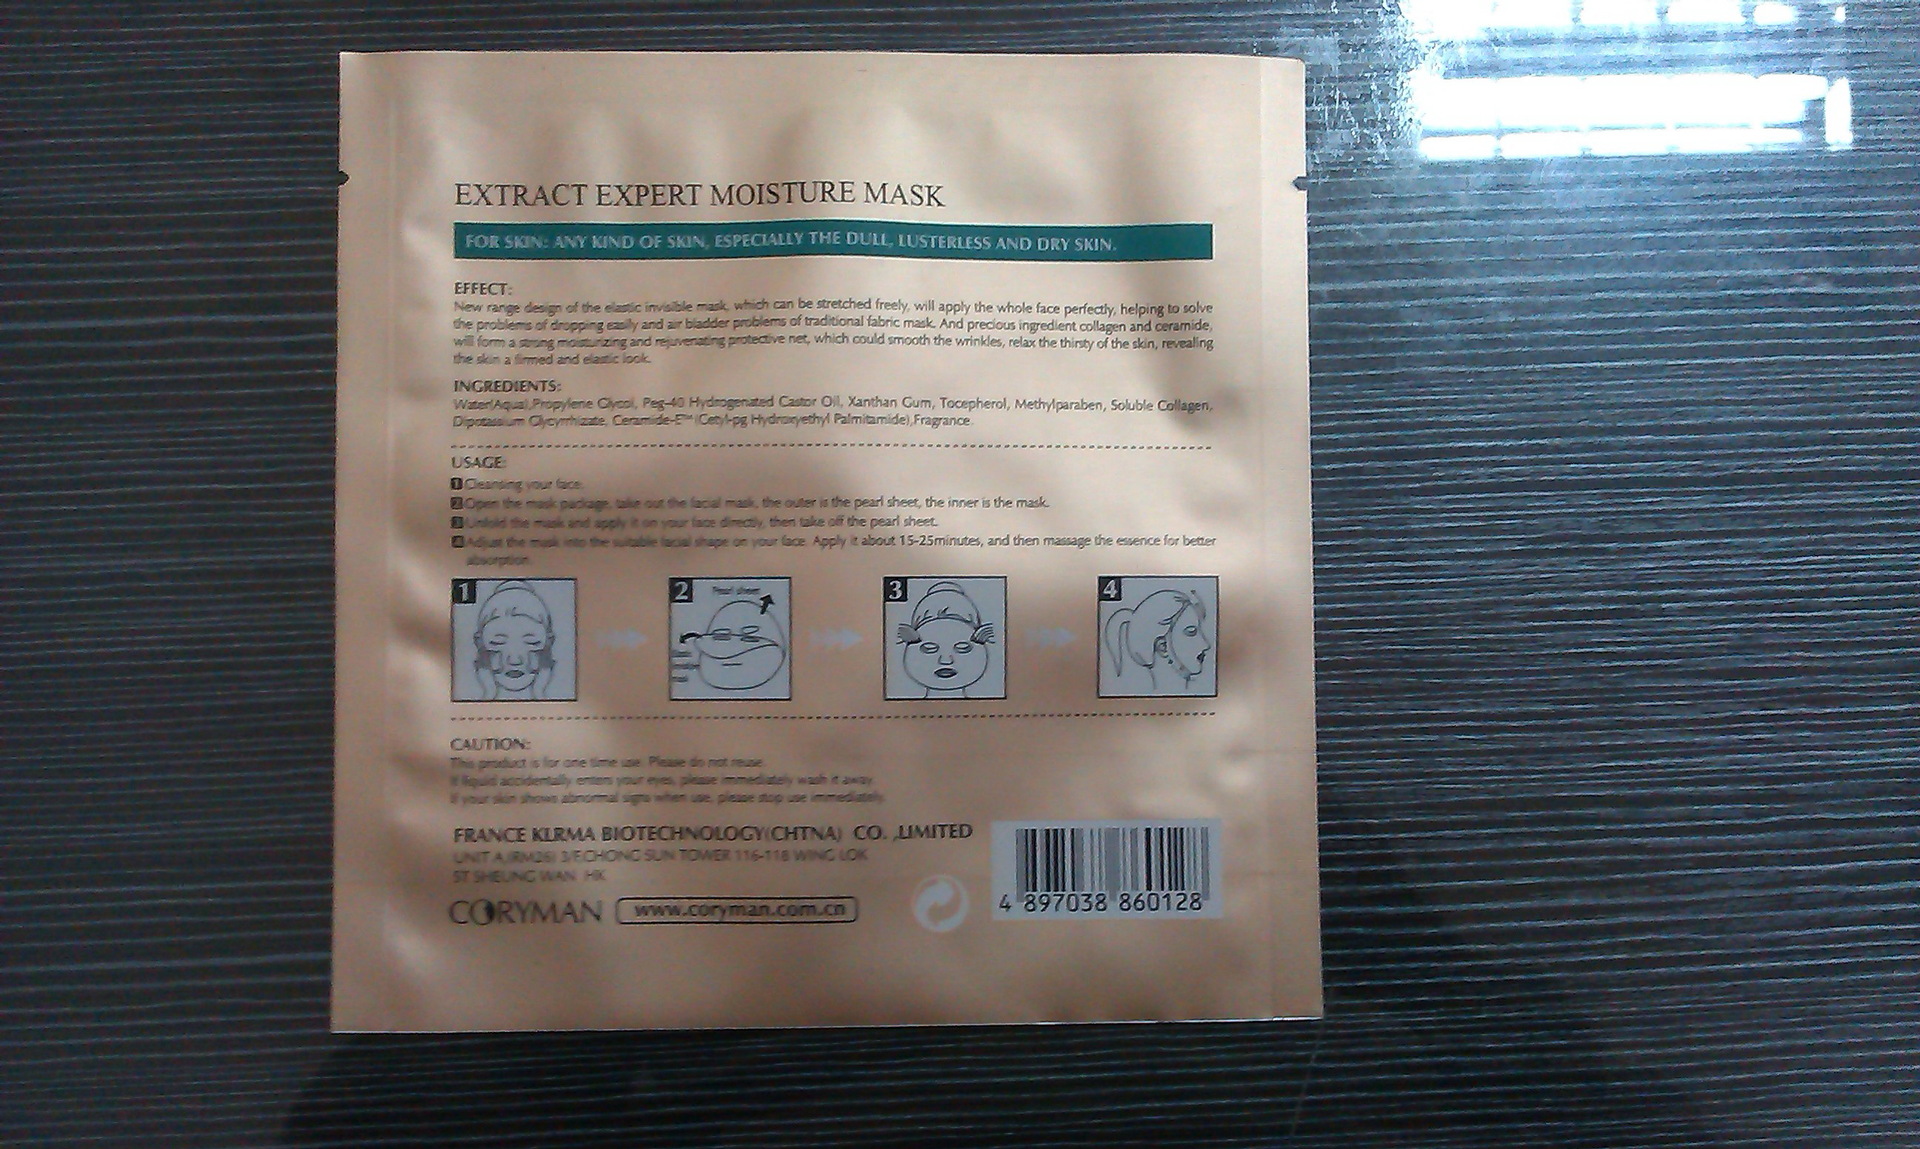 EXTRACT EXPERT MOISTURE MASK
FOR SKIN: ANY KIND OF SKIN, ESPECIALLY THE DULL, LUSTERLESS AND DRY SKIN.
EFFECT:
New range design of the elastic invisible mask, which can be stretched freely, will apply the whole face perfectly, helping to solve
the problems of dropping easily and air bladder problems of traditional fabric mask. And precious ingredient collagen and ceramide,
will form a strong moisturizing and rejuvenating protective net, which could smooth the wrinkles, relax the thirsty of the skin, revealing
the skin a firmed and elastic look.
INGREDIENTS:
Water(Aqua),Propylene Glycol, Peg-40 Hydrogenated Castor Oil, Xanthan Gum, Tocepherol, Methylparaben, Soluble Collagen,
Dipotassium Glycyrrhizate, Ceramide-E™ (Cetyl-pg Hydroxyethyl Palmitamide),Fragrance.
USAGE:
1 Cleansing your face.
2 Open the mask package, take out the facial mask, the outer is the pearl sheet, the inner is the mask.
3 Unfold the mask and apply it on your face directly, then take off the pearl sheet.
4 Adjust the mask into the suitable facial shape on your face. Apply it about 15-25minutes, and then massage the essence for better
absorption.
1 2 Pearl sheet 3 4
CAUTION:
This product is for one time use. Please do not reuse.
If liquid accidentally enters your eyes, please immediately wash it away.
If your skin shows abnormal signs when use, please stop use immediately.
FRANCE KLRMA BIOTECHNOLOGY(CHTNA) CO. ,LIMITED
UNIT A (RM26) 3/F.CHONG SUN TOWER 116-118 WING LOK
ST SHEUNG WAN HK
CORYMAN www.coryman.com.cn
4 897038 860128